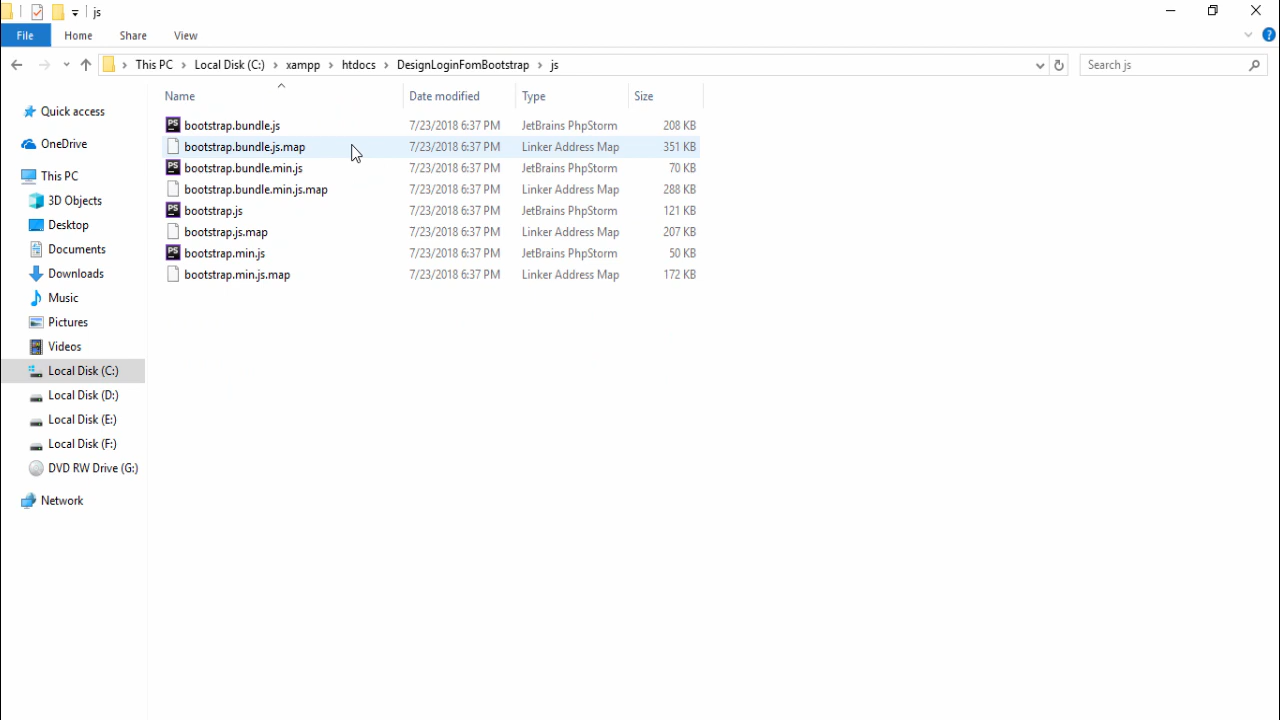 js
File Home Share View
This PC Local Disk (C:) xampp htdocs DesignLoginFomBootstrap js Search js
Name Date modified Type Size
Quick access
OneDrive
This PC
3D Objects
Desktop
Documents
Downloads
Music
Pictures
Videos
Local Disk (C:)
Local Disk (D:)
Local Disk (E:)
Local Disk (F:)
DVD RW Drive (G:)
Network
bootstrap.bundle.js 7/23/2018 6:37 PM JetBrains PhpStorm 208 KB
bootstrap.bundle.js.map 7/23/2018 6:37 PM Linker Address Map 351 KB
bootstrap.bundle.min.js 7/23/2018 6:37 PM JetBrains PhpStorm 70 KB
bootstrap.bundle.min.js.map 7/23/2018 6:37 PM Linker Address Map 288 KB
bootstrap.js 7/23/2018 6:37 PM JetBrains PhpStorm 121 KB
bootstrap.js.map 7/23/2018 6:37 PM Linker Address Map 207 KB
bootstrap.min.js 7/23/2018 6:37 PM JetBrains PhpStorm 50 KB
bootstrap.min.js.map 7/23/2018 6:37 PM Linker Address Map 172 KB